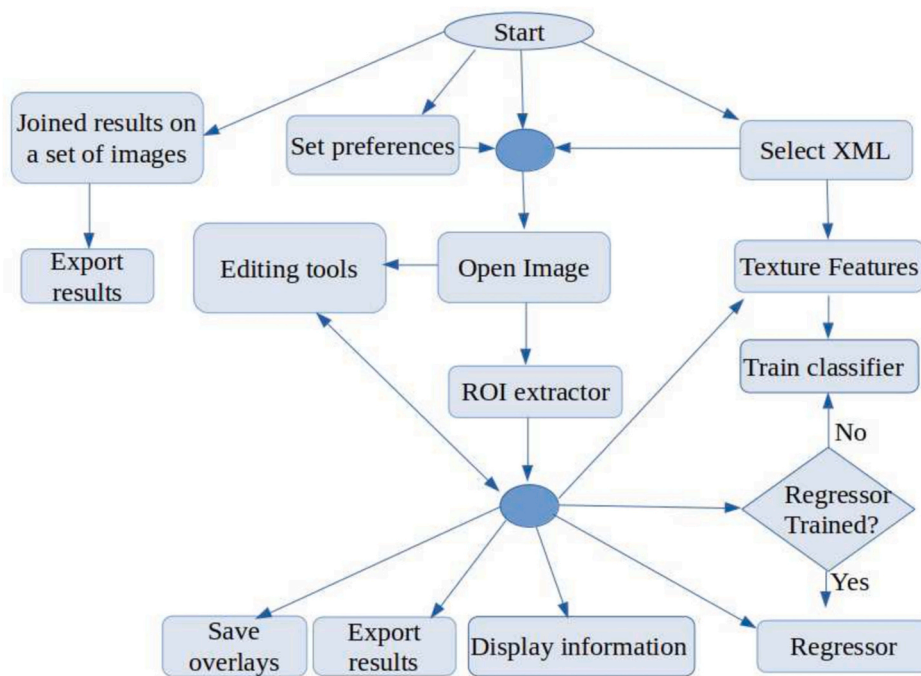 Start
Joined results on
a set of images
Set preferences
Select XML
Export
results
Editing tools
Open Image
Texture Features
ROI extractor
Train classifier
No
Regressor
Trained?
Yes
Save
overlays
Export
results
Display information
Regressor